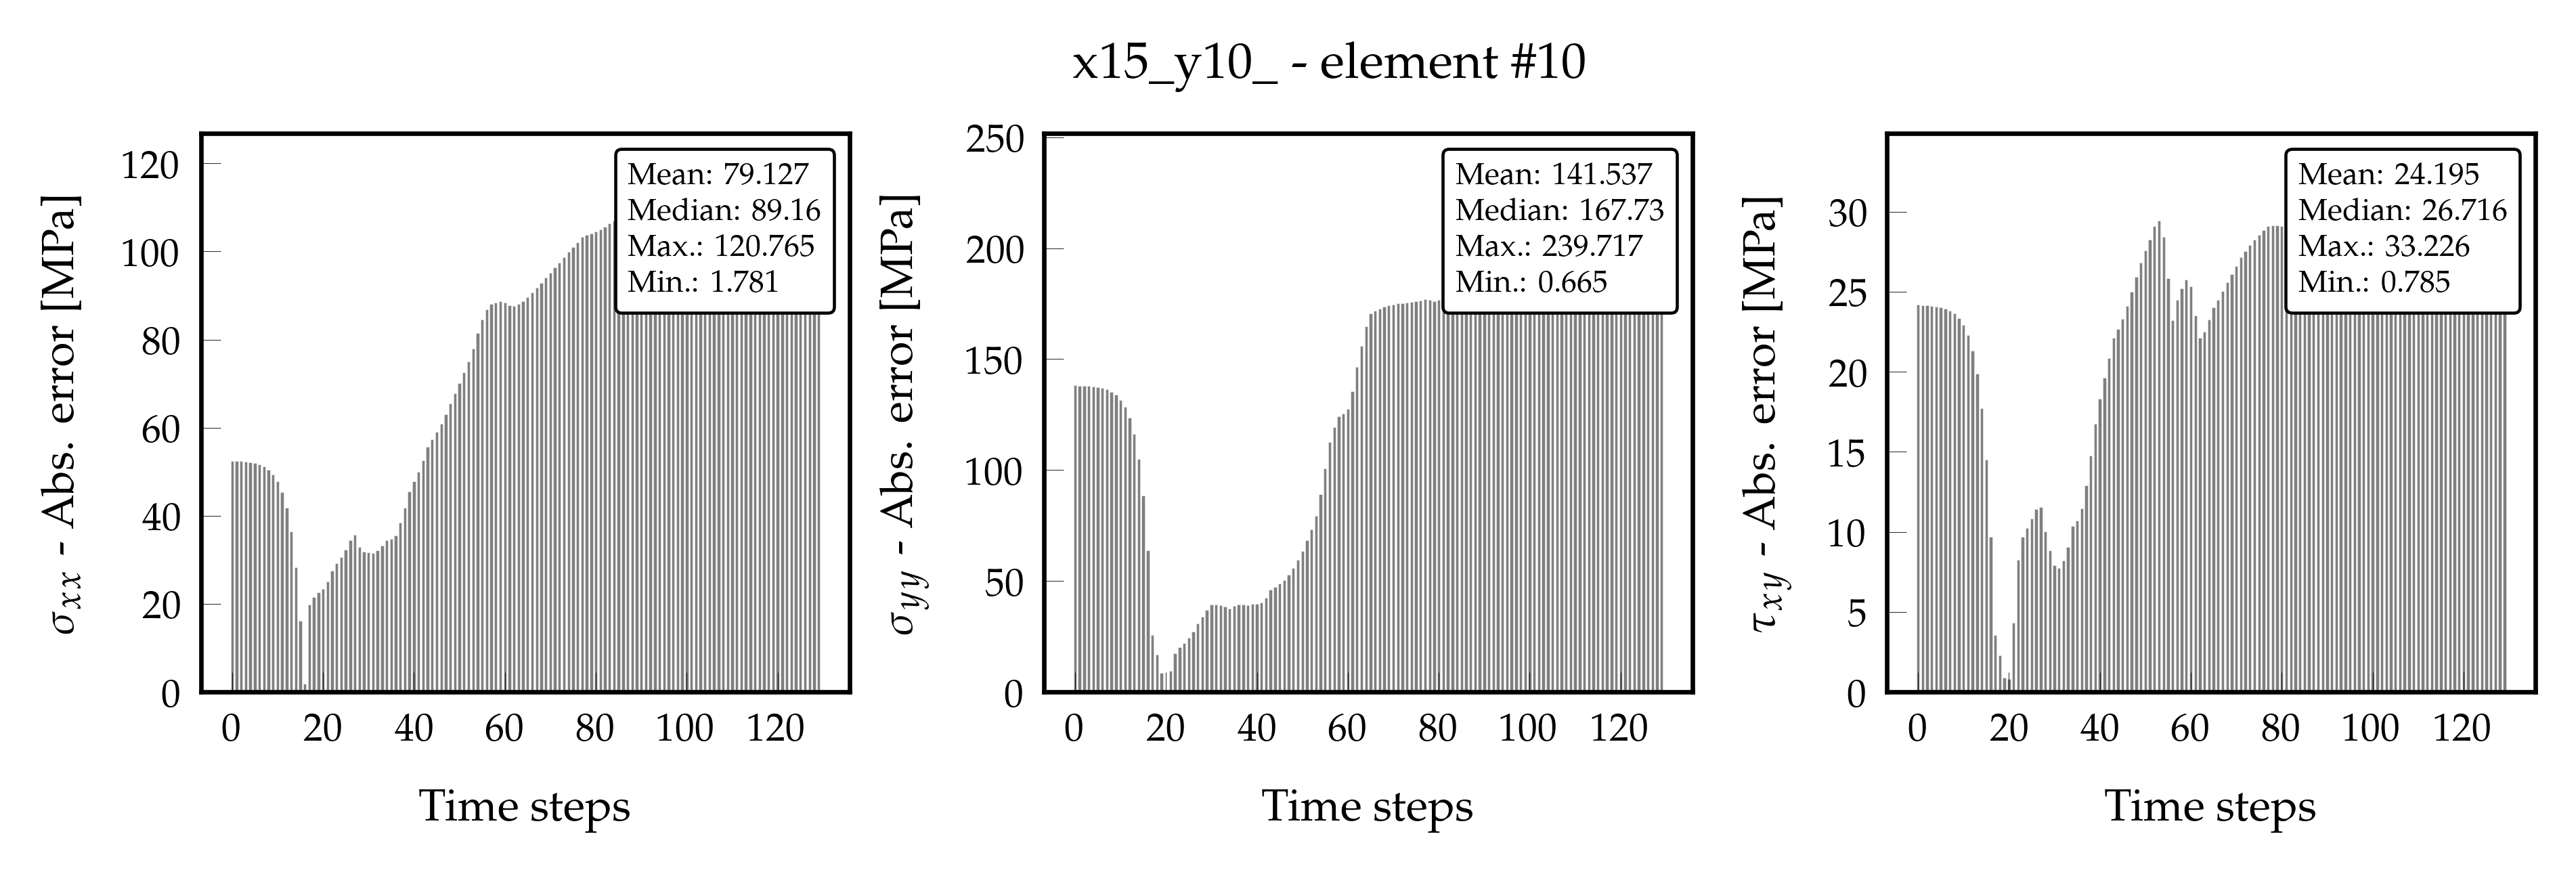 x15_y10_ - element #10
σxx - Abs. error [MPa]
120
100
80
60
40
20
0
0 20 40 60 80 100 120
Time steps
Mean: 79.127
Median: 89.16
Max.: 120.765
Min.: 1.781
σyy - Abs. error [MPa]
250
200
150
100
50
0
0 20 40 60 80 100 120
Time steps
Mean: 141.537
Median: 167.73
Max.: 239.717
Min.: 0.665
τxy - Abs. error [MPa]
30
25
20
15
10
5
0
0 20 40 60 80 100 120
Time steps
Mean: 24.195
Median: 26.716
Max.: 33.226
Min.: 0.785